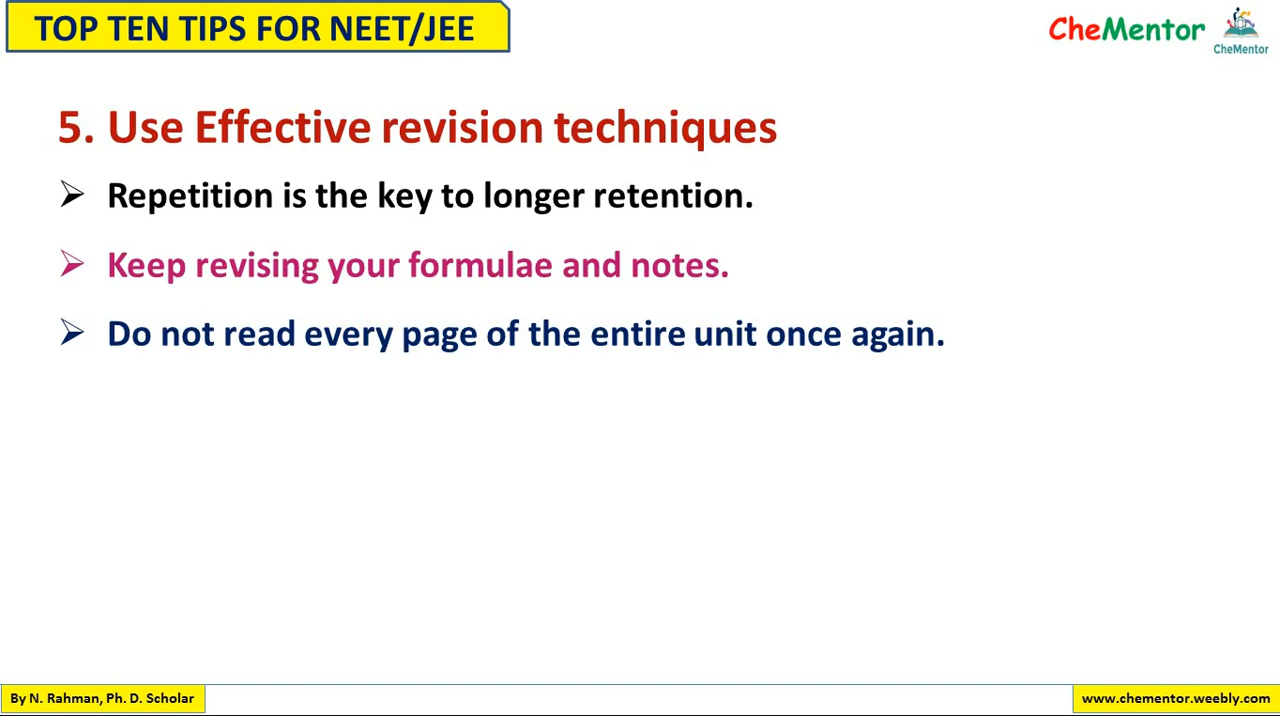 TOP TEN TIPS FOR NEET/JEE
CheMentor
CheMentor
5. Use Effective revision techniques
➢ Repetition is the key to longer retention.
➢ Keep revising your formulae and notes.
➢ Do not read every page of the entire unit once again.
By N. Rahman, Ph. D. Scholar
www.chementor.weebly.com